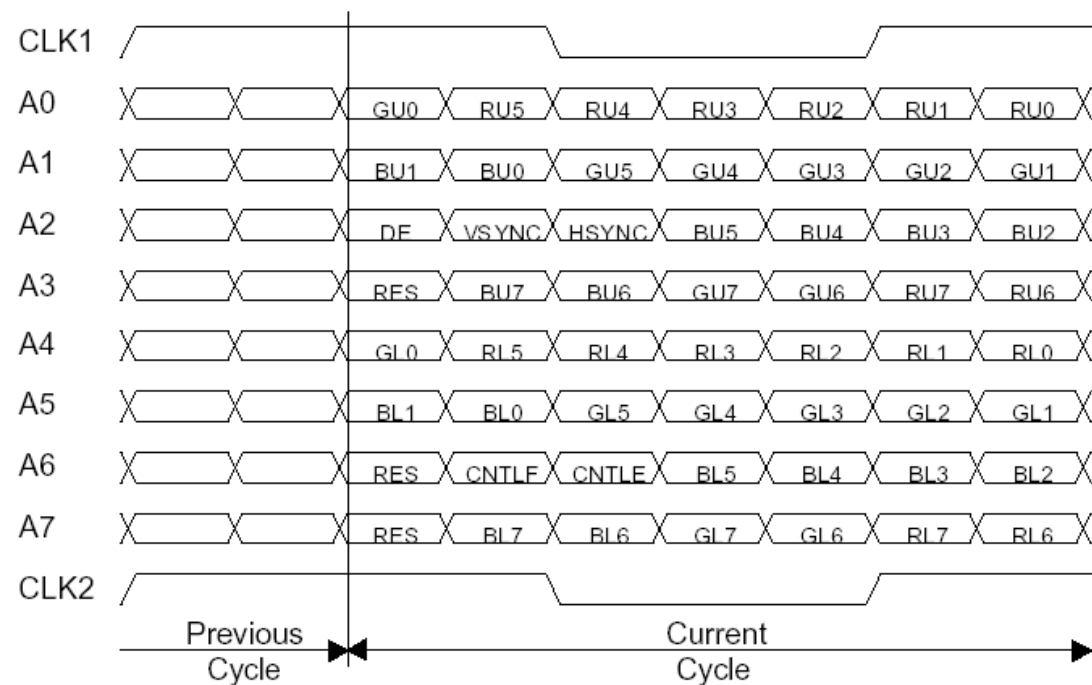 CLK1
A0 GU0 RU5 RU4 RU3 RU2 RU1 RU0
A1 BU1 BU0 GU5 GU4 GU3 GU2 GU1
A2 DE VSYNC HSYNC BU5 BU4 BU3 BU2
A3 RES BU7 BU6 GU7 GU6 RU7 RU6
A4 GL0 RL5 RL4 RL3 RL2 RL1 RL0
A5 BL1 BL0 GL5 GL4 GL3 GL2 GL1
A6 RES CNTLF CNTLE BL5 BL4 BL3 BL2
A7 RES BL7 BL6 GL7 GL6 RL7 RL6
CLK2
Previous Current
Cycle Cycle